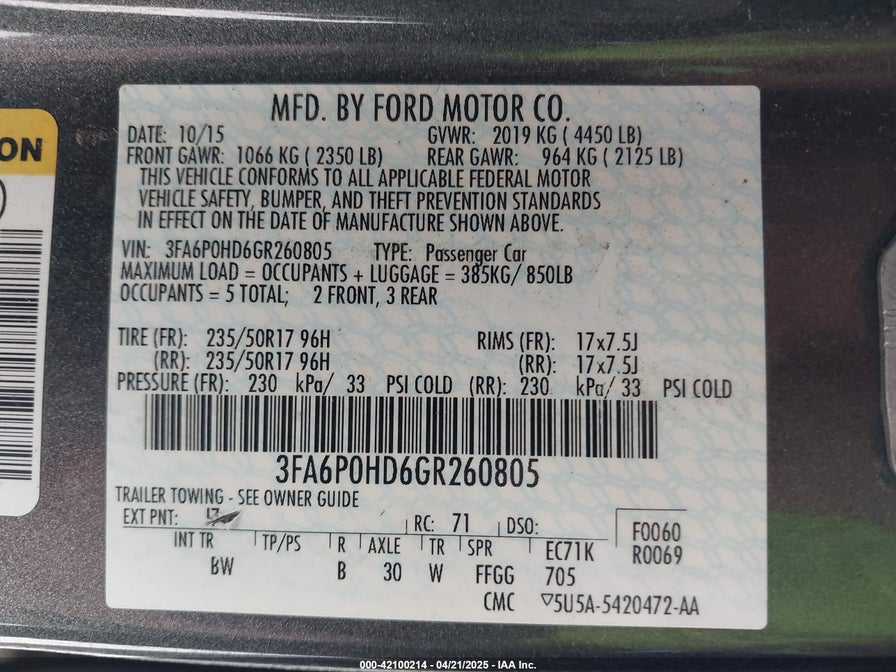 MFD. BY FORD MOTOR CO.
DATE: 10/15 GVWR: 2019 KG ( 4450 LB)
FRONT GAWR: 1066 KG ( 2350 LB) REAR GAWR: 964 KG ( 2125 LB)
THIS VEHICLE CONFORMS TO ALL APPLICABLE FEDERAL MOTOR
VEHICLE SAFETY, BUMPER, AND THEFT PREVENTION STANDARDS
IN EFFECT ON THE DATE OF MANUFACTURE SHOWN ABOVE.
VIN: 3FA6P0HD6GR260805 TYPE: Passenger Car
MAXIMUM LOAD = OCCUPANTS + LUGGAGE = 385KG/ 850LB
OCCUPANTS = 5 TOTAL; 2 FRONT, 3 REAR
TIRE (FR): 235/50R17 96H RIMS (FR): 17x7.5J
(RR): 235/50R17 96H (RR): 17x7.5J
PRESSURE (FR): 230 kPa/ 33 PSI COLD (RR): 230 kPa/ 33 PSI COLD
3FA6P0HD6GR260805
TRAILER TOWING - SEE OWNER GUIDE
EXT PNT: RC: 71 DSO: F0060
INT TR TP/PS R AXLE TR SPR EC71K R0069
BW B 30 W FFGG 705
CMC ▽5U5A-5420472-AA
ON
000-42100214 - 04/21/2025 - IAA Inc.